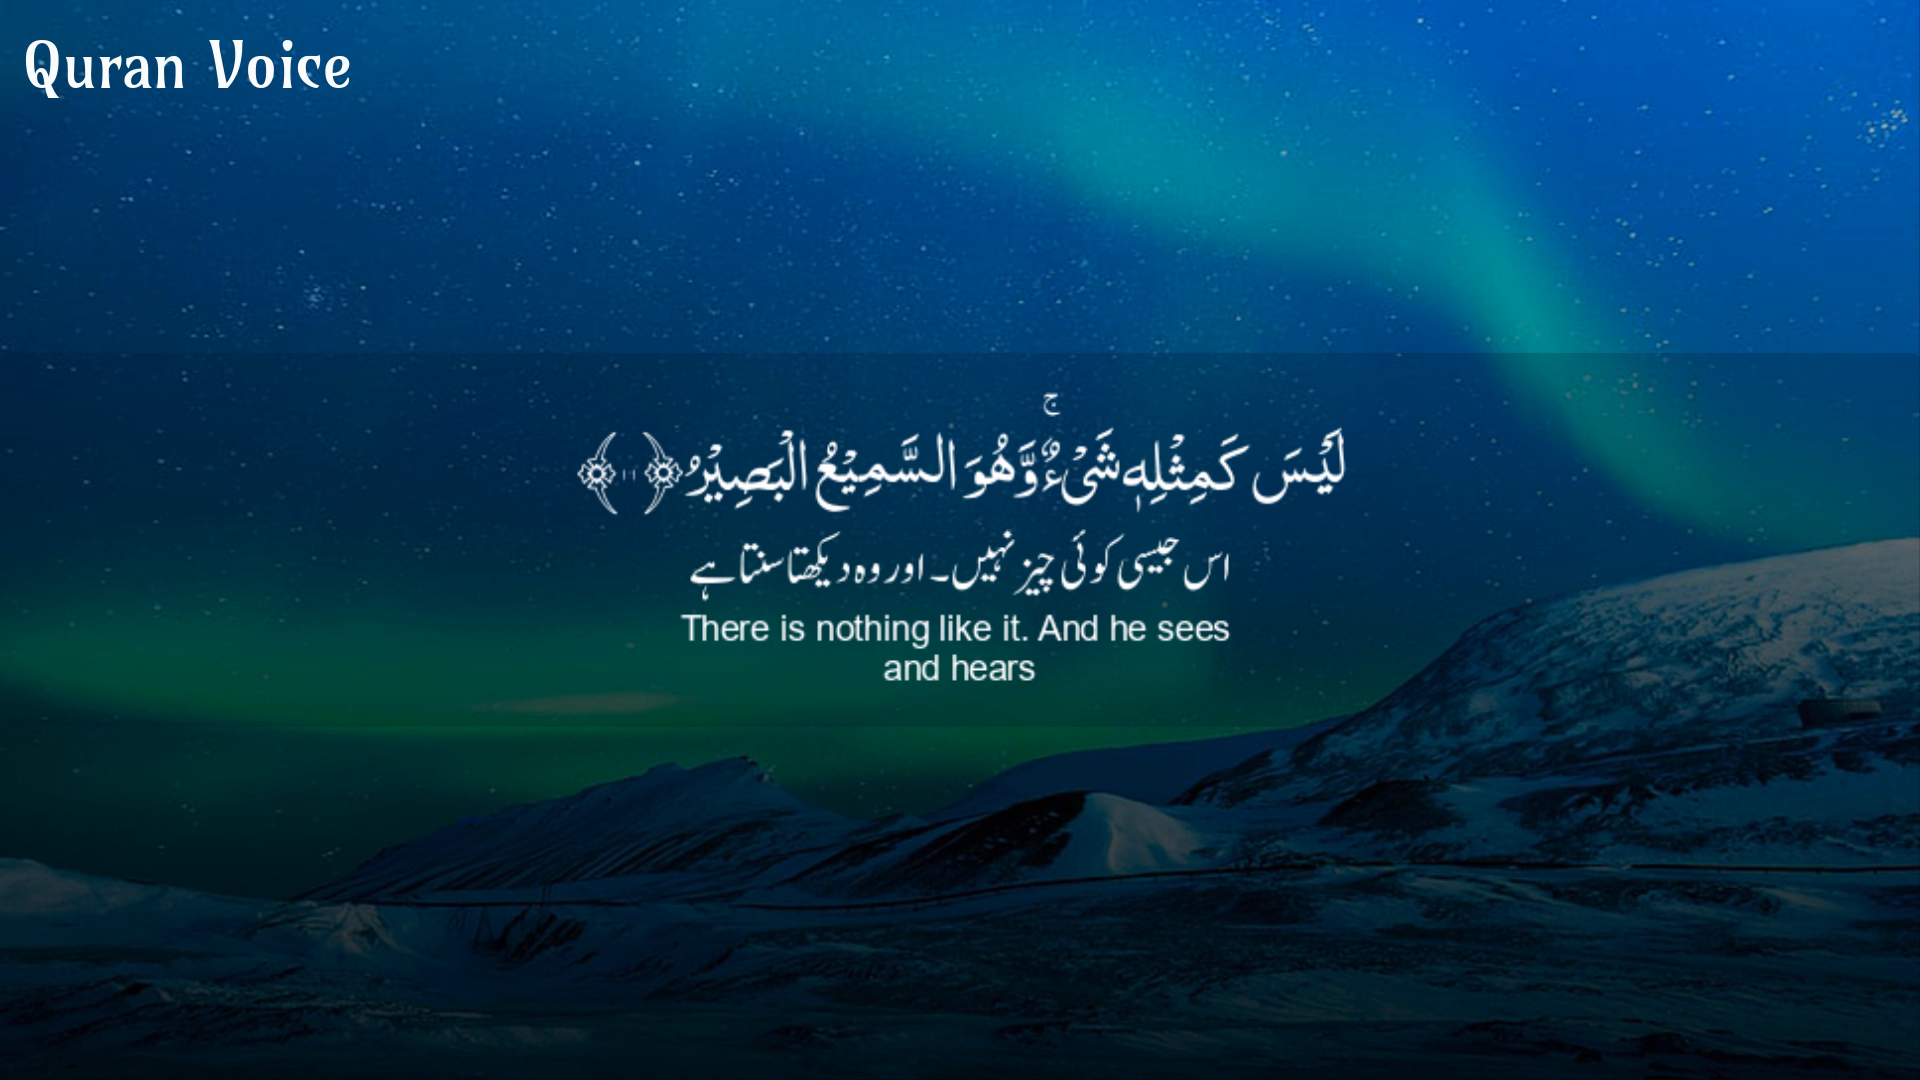 Quran Voice
لَيْسَ كَمِثْلِهٖ شَىْءٌ ۚ وَّهُوَ السَّمِيْعُ الْبَصِيْرُ ﴿۱۱﴾
اس جیسی کوئی چیز نہیں۔ اور وہ دیکھتا سنتا ہے
There is nothing like it. And he sees
and hears